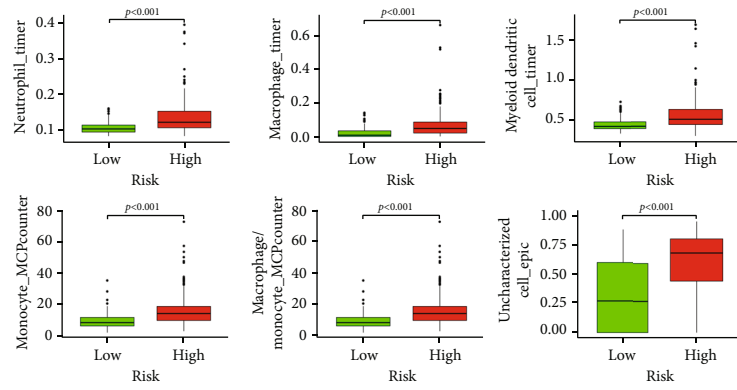 Neutrophil_timer
0.4
0.3
0.2
0.1
p<0.001
Low
High
Risk
Macrophage_timer
0.6
0.4
0.2
0.0
p<0.001
Low
High
Risk
Myeloid dendritic
cell_timer
1.5
1.0
0.5
p<0.001
Low
High
Risk
Monocyte_MCPcounter
80
60
40
20
0
p<0.001
Low
High
Risk
Macrophage/
monocyte_MCPcounter
80
60
40
20
0
p<0.001
Low
High
Risk
Uncharacterized
cell_epic
1.00
0.75
0.50
0.25
0.00
p<0.001
Low
High
Risk